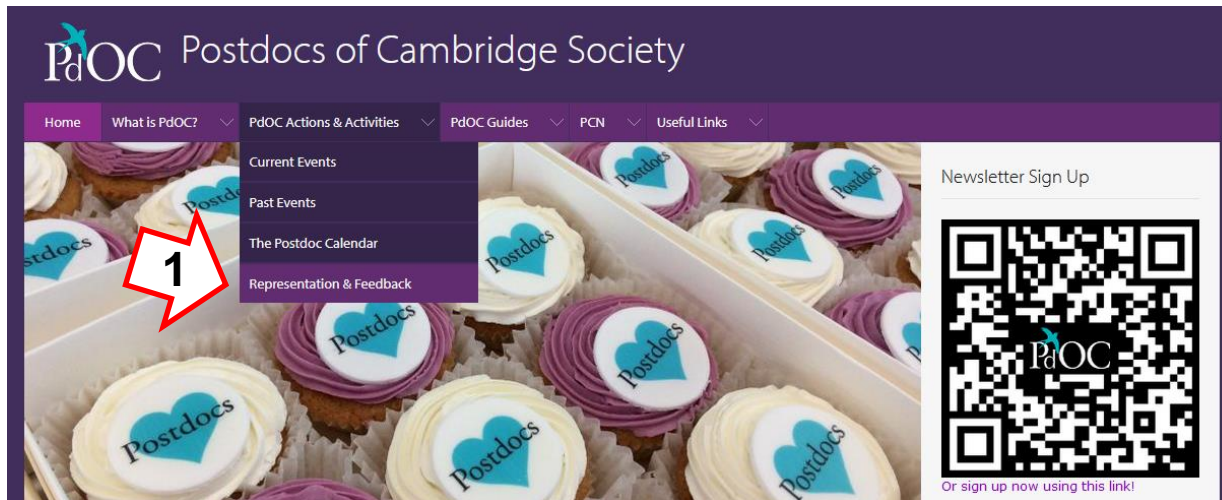 PdOC Postdocs of Cambridge Society
Home What is PdOC? PdOC Actions & Activities PdOC Guides PCN Useful Links
Current Events
Past Events
The Postdoc Calendar
Representation & Feedback
1
Newsletter Sign Up
PdOC
Or sign up now using this link!
Postdocs
Postdocs
Postdocs
Postdocs
Postdocs
Postdocs
Postdocs
Postdocs
Postdocs